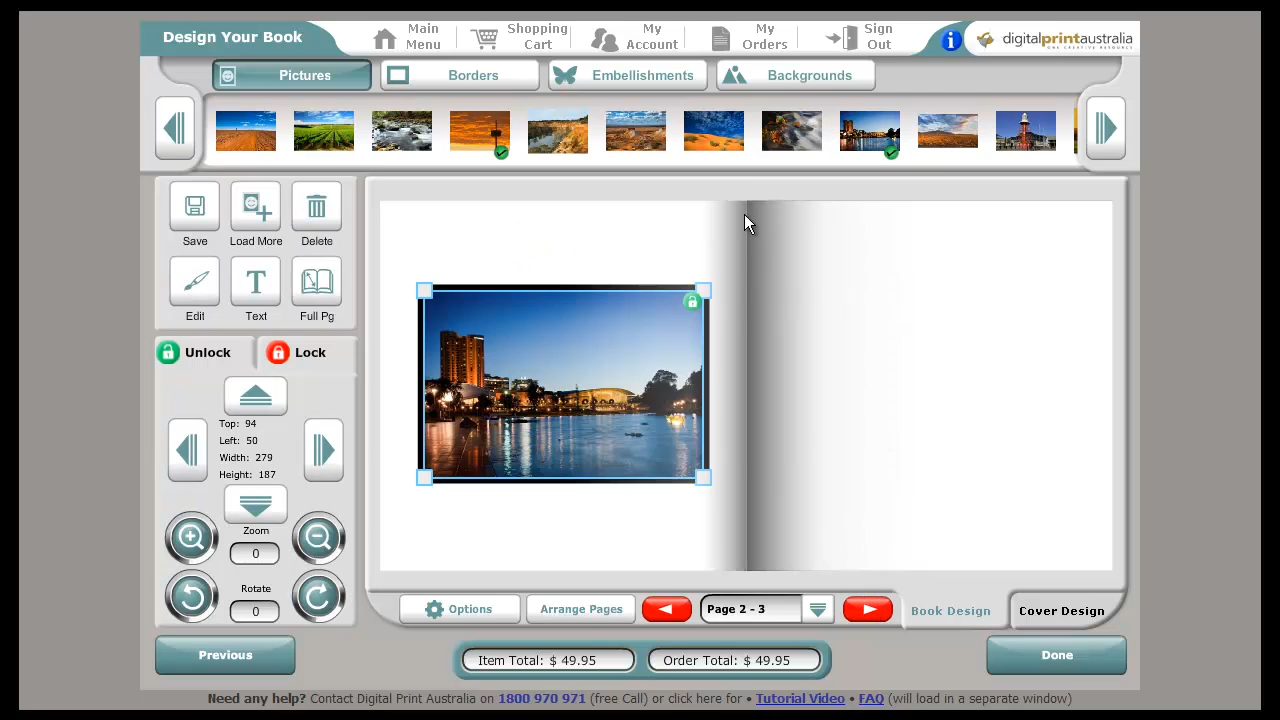 Design Your Book
Main Menu
Shopping Cart
My Account
My Orders
Sign Out
i
digitalprintaustralia
Pictures
Borders
Embellishments
Backgrounds
Save
Load More
Delete
Edit
T
Text
Full Pg
Unlock
Lock
Top: 94
Left: 50
Width: 279
Height: 187
Zoom
0
Rotate
0
Options
Arrange Pages
Page 2 - 3
Book Design
Cover Design
Previous
Item Total: $ 49.95
Order Total: $ 49.95
Done
Need any help? Contact Digital Print Australia on 1800 970 971 (free Call) or click here for • Tutorial Video • FAQ (will load in a separate window)